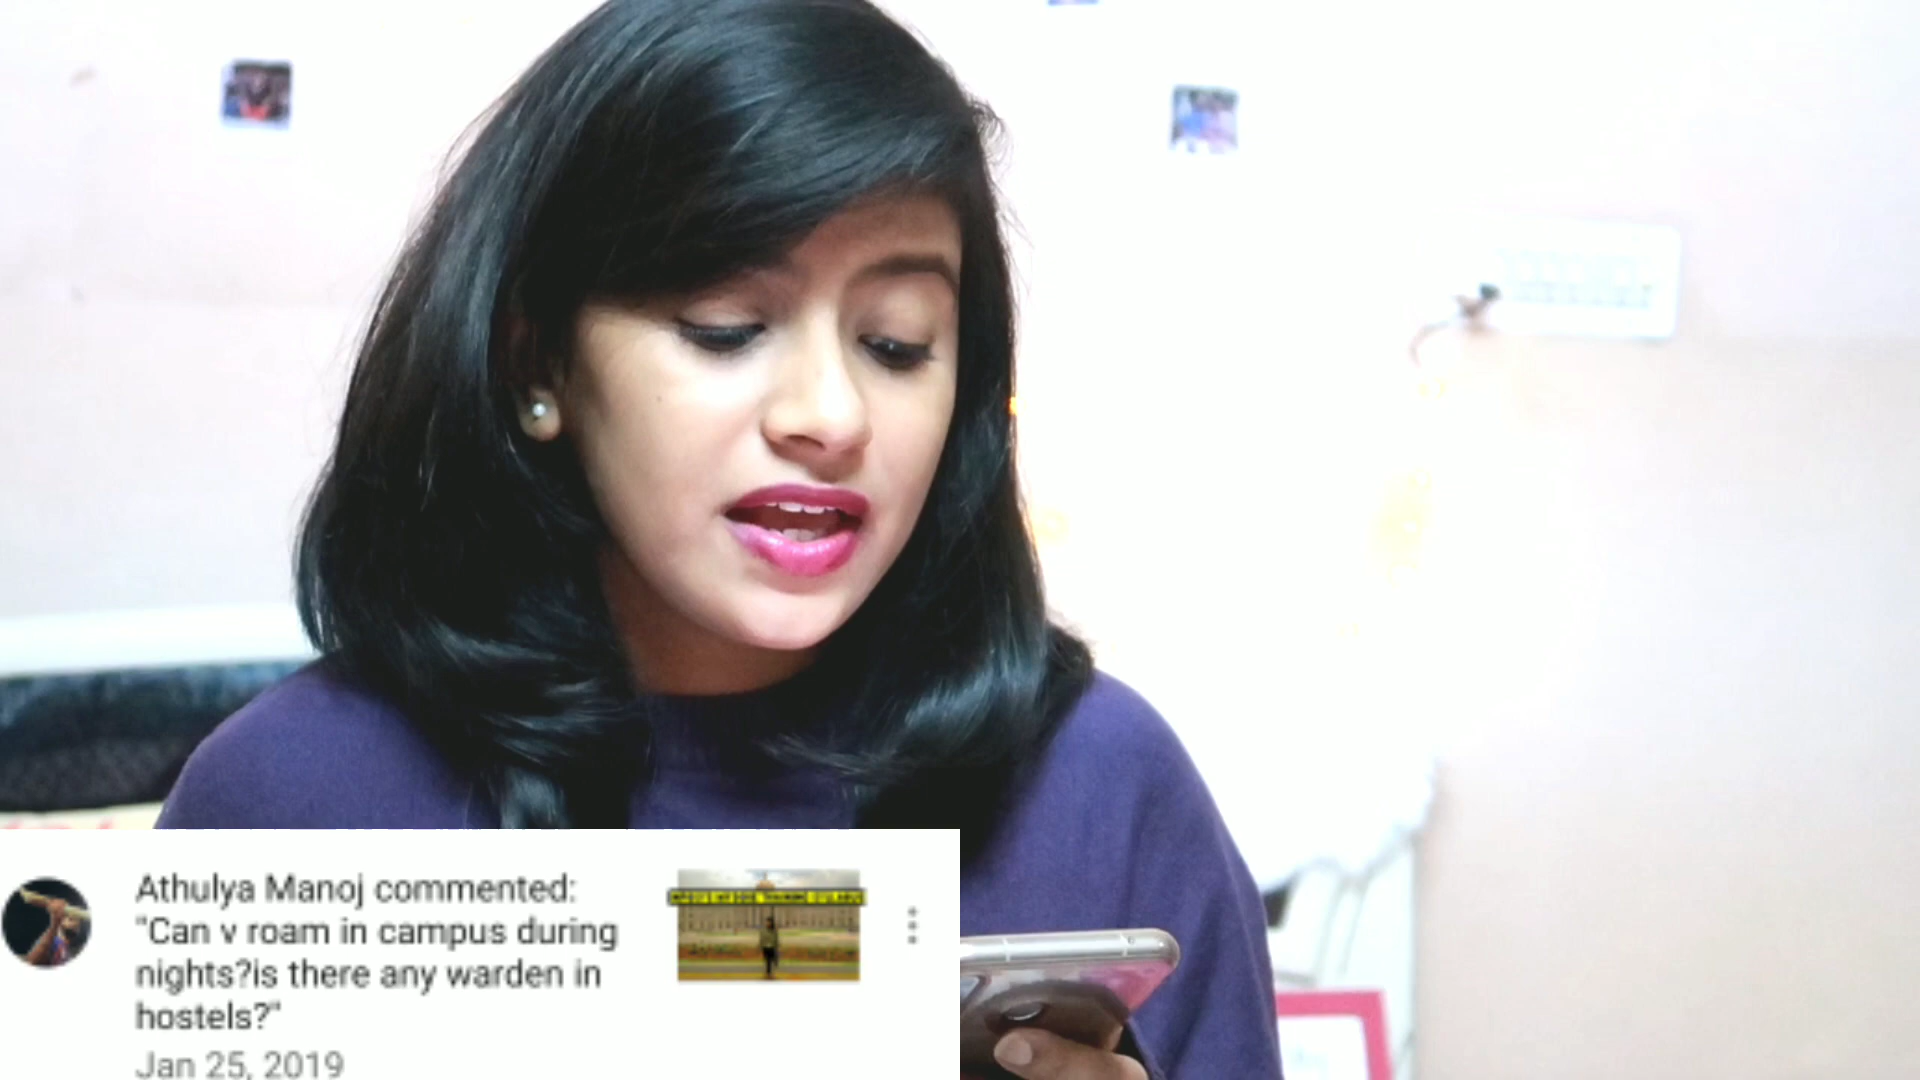 Athulya Manoj commented:
"Can v roam in campus during
nights?is there any warden in
hostels?"
Jan 25, 2019